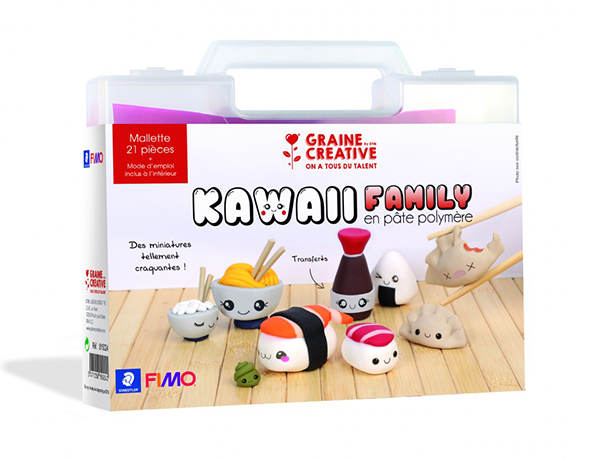 Mallette
21 pièces
+
Mode d'emploi
inclus à l'intérieur
GRAINE
CREATIVE
ON A TOUS DU TALENT
KAWAII FAMILY
en pâte polymère
Des miniatures
tellement
craquantes !
Transferts
Photo non contractuelle
FIMO
GRAINE
CREATIVE
STAEDTLER
FIMO